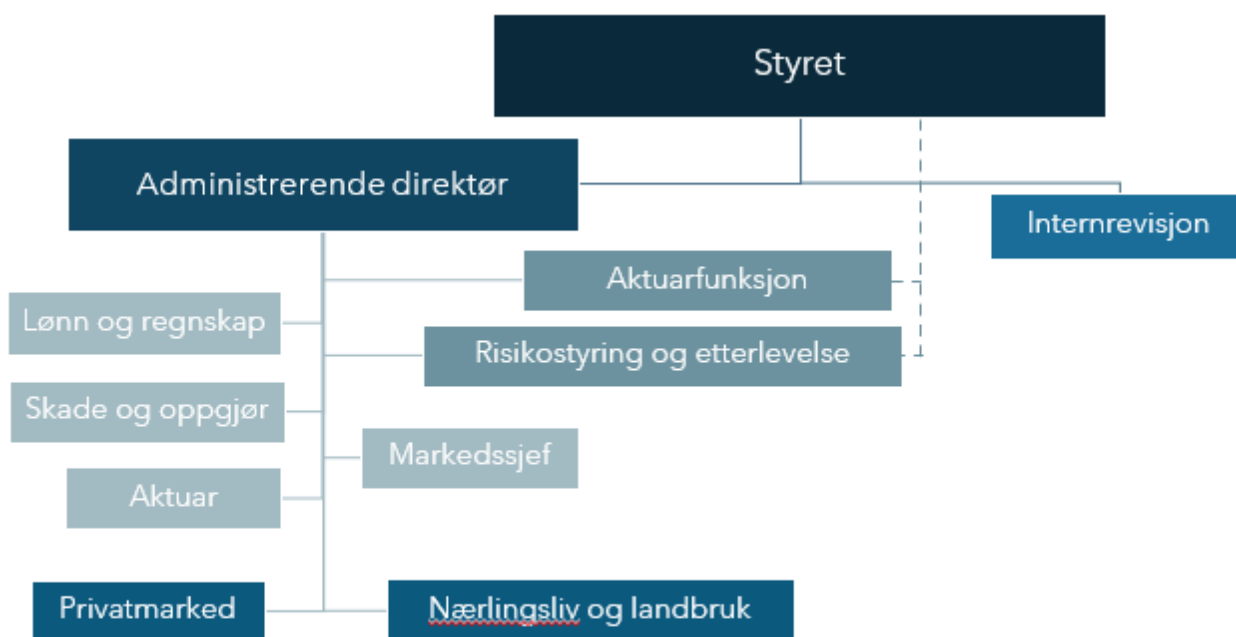 Styret
Administrerende direktør
Internrevisjon
Aktuarfunksjon
Lønn og regnskap
Risikostyring og etterlevelse
Skade og oppgjør
Markedssjef
Aktuar
Privatmarked
Nærlingsliv og landbruk